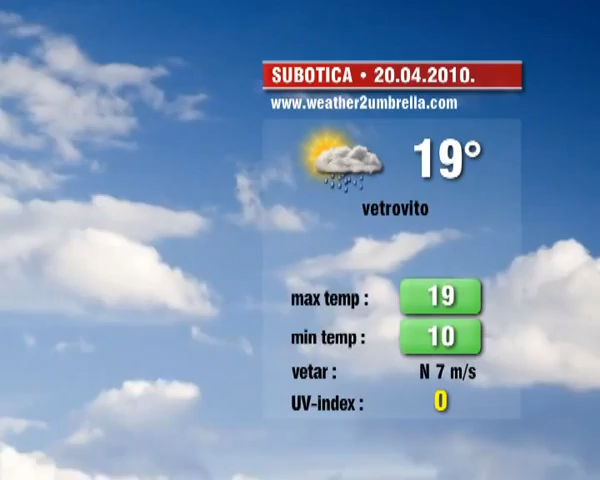 SUBOTICA • 20.04.2010.
www.weather2umbrella.com
19°
vetrovito
max temp : 19
min temp : 10
vetar : N 7 m/s
UV-index : 0